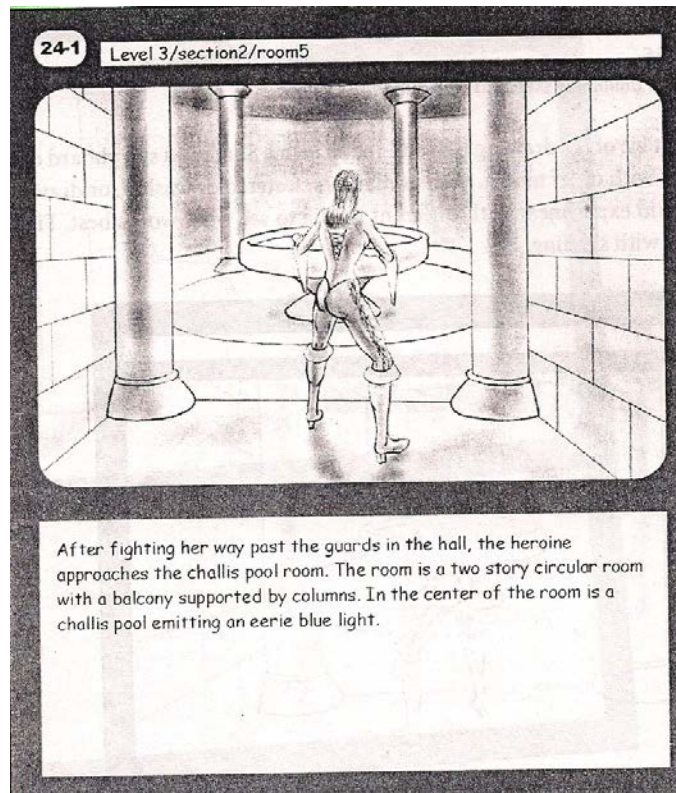 24-1
Level 3/section2/room5
After fighting her way past the guards in the hall, the heroine
approaches the challis pool room. The room is a two story circular room
with a balcony supported by columns. In the center of the room is a
challis pool emitting an eerie blue light.